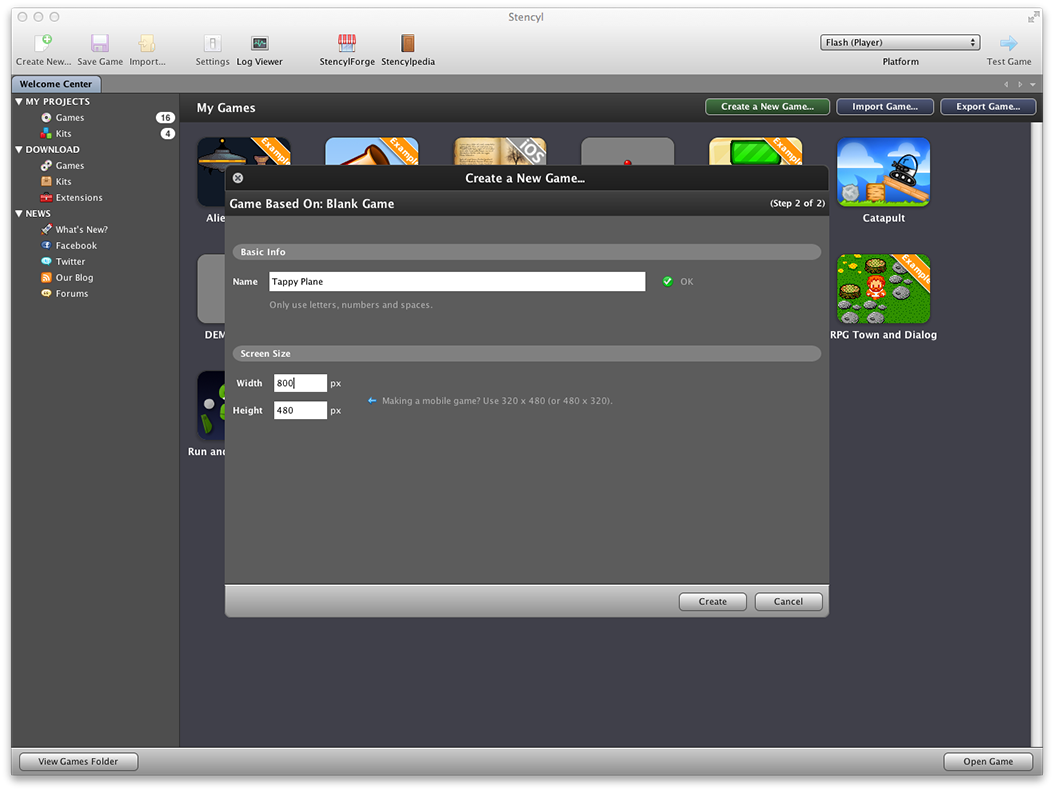 Stencyl
Create New... Save Game Import... Settings Log Viewer StencylForge Stencylpedia Flash (Player) Platform Test Game
Welcome Center
MY PROJECTS
Games 16
Kits 4
DOWNLOAD
Games
Kits
Extensions
NEWS
What's New?
Facebook
Twitter
Our Blog
Forums
My Games Create a New Game... Import Game... Export Game...
Example
Example
iOS
Example
Alie
Catapult
DEM
Example
RPG Town and Dialog
Run and
Create a New Game...
Game Based On: Blank Game (Step 2 of 2)
Basic Info
Name Tappy Plane OK
Only use letters, numbers and spaces.
Screen Size
Width 800 px
Making a mobile game? Use 320 x 480 (or 480 x 320).
Height 480 px
Create Cancel
View Games Folder Open Game